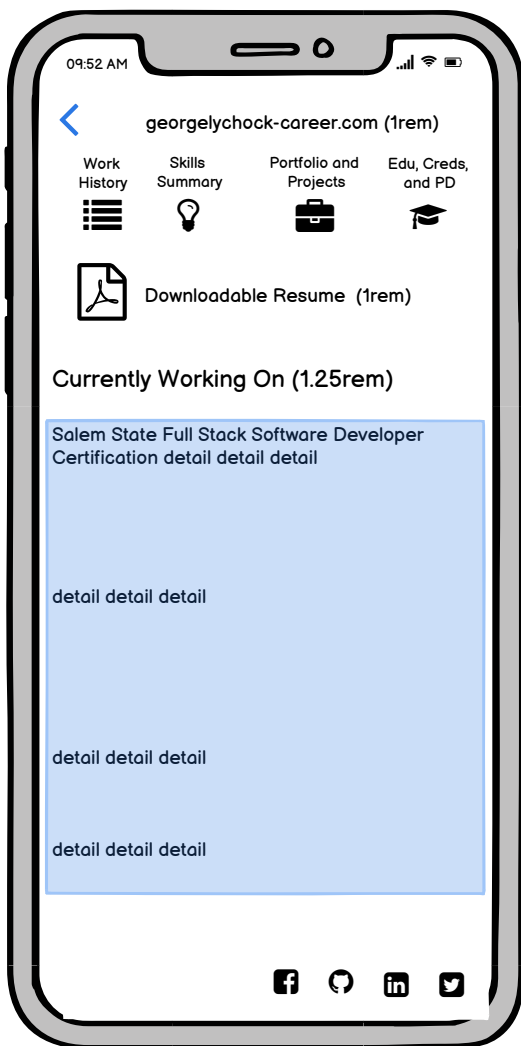 09:52 AM
georgelychock-career.com (1rem)
Work History
Skills Summary
Portfolio and Projects
Edu, Creds, and PD
Downloadable Resume (1rem)
Currently Working On (1.25rem)
Salem State Full Stack Software Developer
Certification detail detail detail
detail detail detail
detail detail detail
detail detail detail